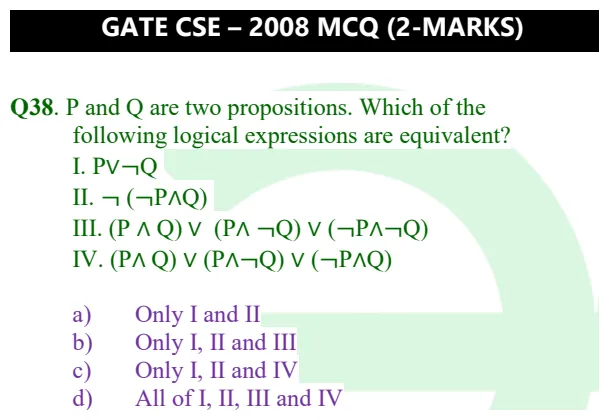 GATE CSE – 2008 MCQ (2-MARKS)
Q38. P and Q are two propositions. Which of the
following logical expressions are equivalent?
I. P∨¬Q
II. ¬ (¬P∧Q)
III. (P ∧ Q) ∨ (P∧ ¬Q) ∨ (¬P∧¬Q)
IV. (P∧ Q) ∨ (P∧¬Q) ∨ (¬P∧Q)
a) Only I and II
b) Only I, II and III
c) Only I, II and IV
d) All of I, II, III and IV